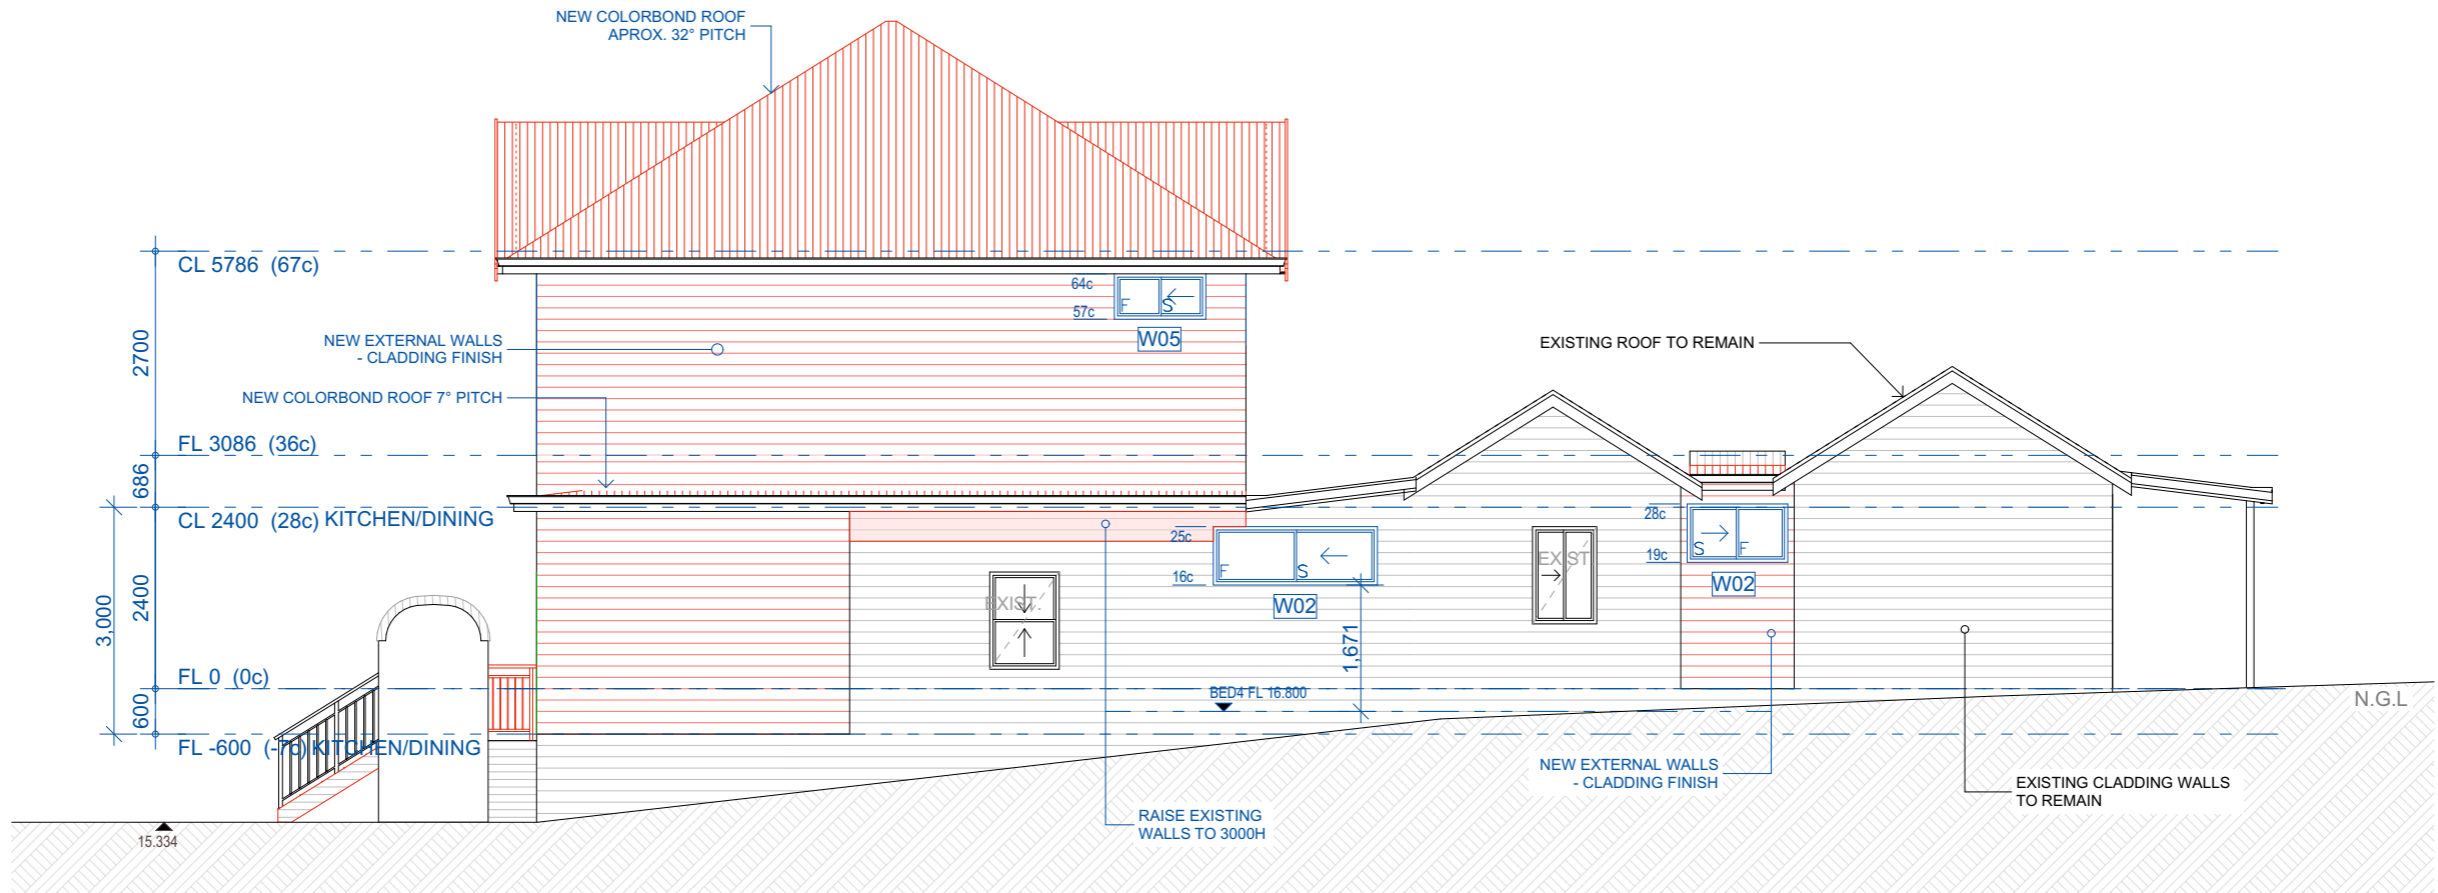 NEW COLORBOND ROOF
APROX. 32° PITCH
CL 5786  (67c)
64c
F
S
57c
W05
2700
NEW EXTERNAL WALLS
- CLADDING FINISH
EXISTING ROOF TO REMAIN
NEW COLORBOND ROOF 7° PITCH
FL 3086  (36c)
686
CL 2400  (28c) KITCHEN/DINING
28c
25c
F
S
16c
W02
EXIST
S
F
19c
W02
2400
3,000
EXIST.
1,671
FL 0  (0c)
BED4 FL 16.800
N.G.L
600
FL -600  (-7c) KITCHEN/DINING
NEW EXTERNAL WALLS
- CLADDING FINISH
EXISTING CLADDING WALLS
TO REMAIN
RAISE EXISTING
WALLS TO 3000H
15.334